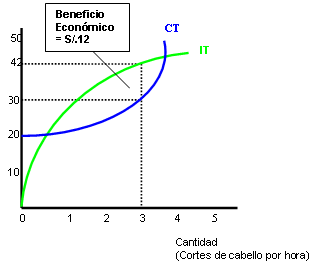 Beneficio
Económico
= S/.12
CT
IT
50
42
30
20
10
0
1
2
3
4
5
Cantidad
(Cortes de cabello por hora)